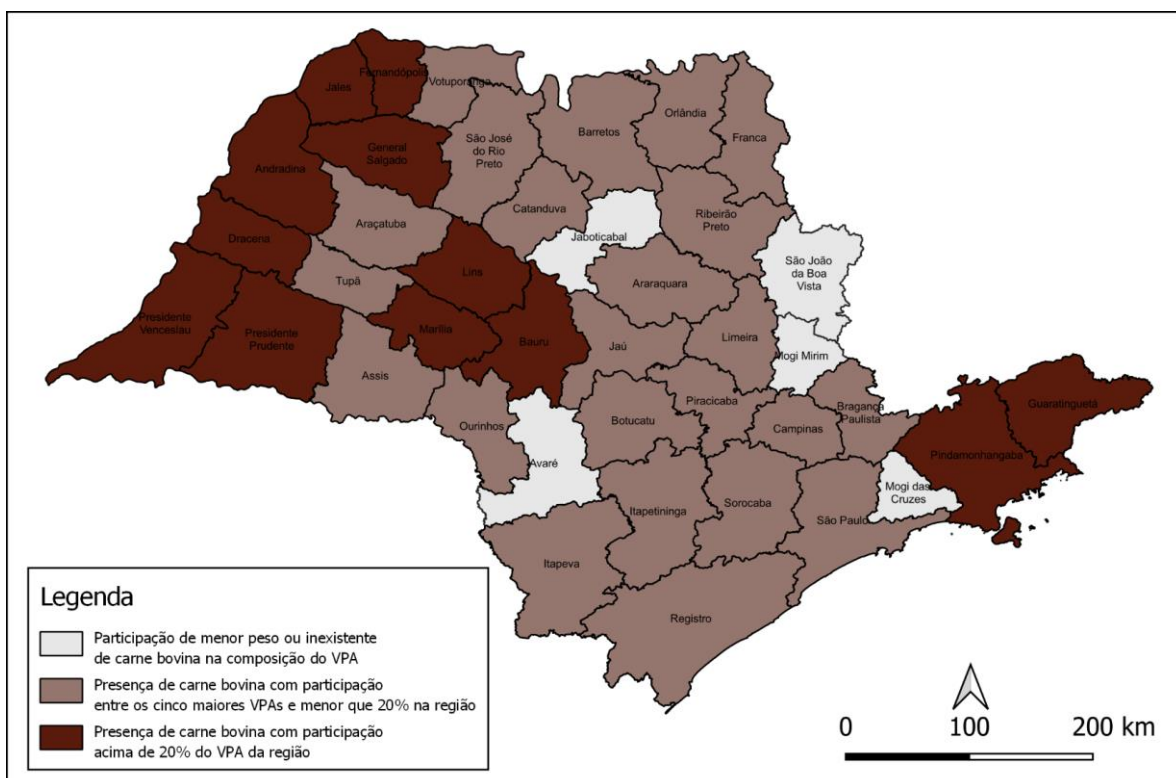 Fernandópolis
Jales
Votuporanga
Orlândia
Barretos
São José
do Rio
Preto
Franca
General
Salgado
Andradina
Catanduva
Ribeirão
Preto
Araçatuba
Jaboticabal
Dracena
São João
da Boa
Vista
Lins
Tupã
Araraquara
Presidente
Venceslau
Presidente
Prudente
Marília
Bauru
Jaú
Limeira
Mogi Mirim
Assis
Piracicaba
Bragança
Paulista
Guaratinguetá
Ourinhos
Botucatu
Campinas
Pindamonhangaba
Avaré
Mogi das
Cruzes
Sorocaba
Itapetininga
São Paulo
Itapeva
Registro
Legenda
Participação de menor peso ou inexistente
de carne bovina na composição do VPA
Presença de carne bovina com participação
entre os cinco maiores VPAs e menor que 20% na região
Presença de carne bovina com participação
acima de 20% do VPA da região
0 100 200 km